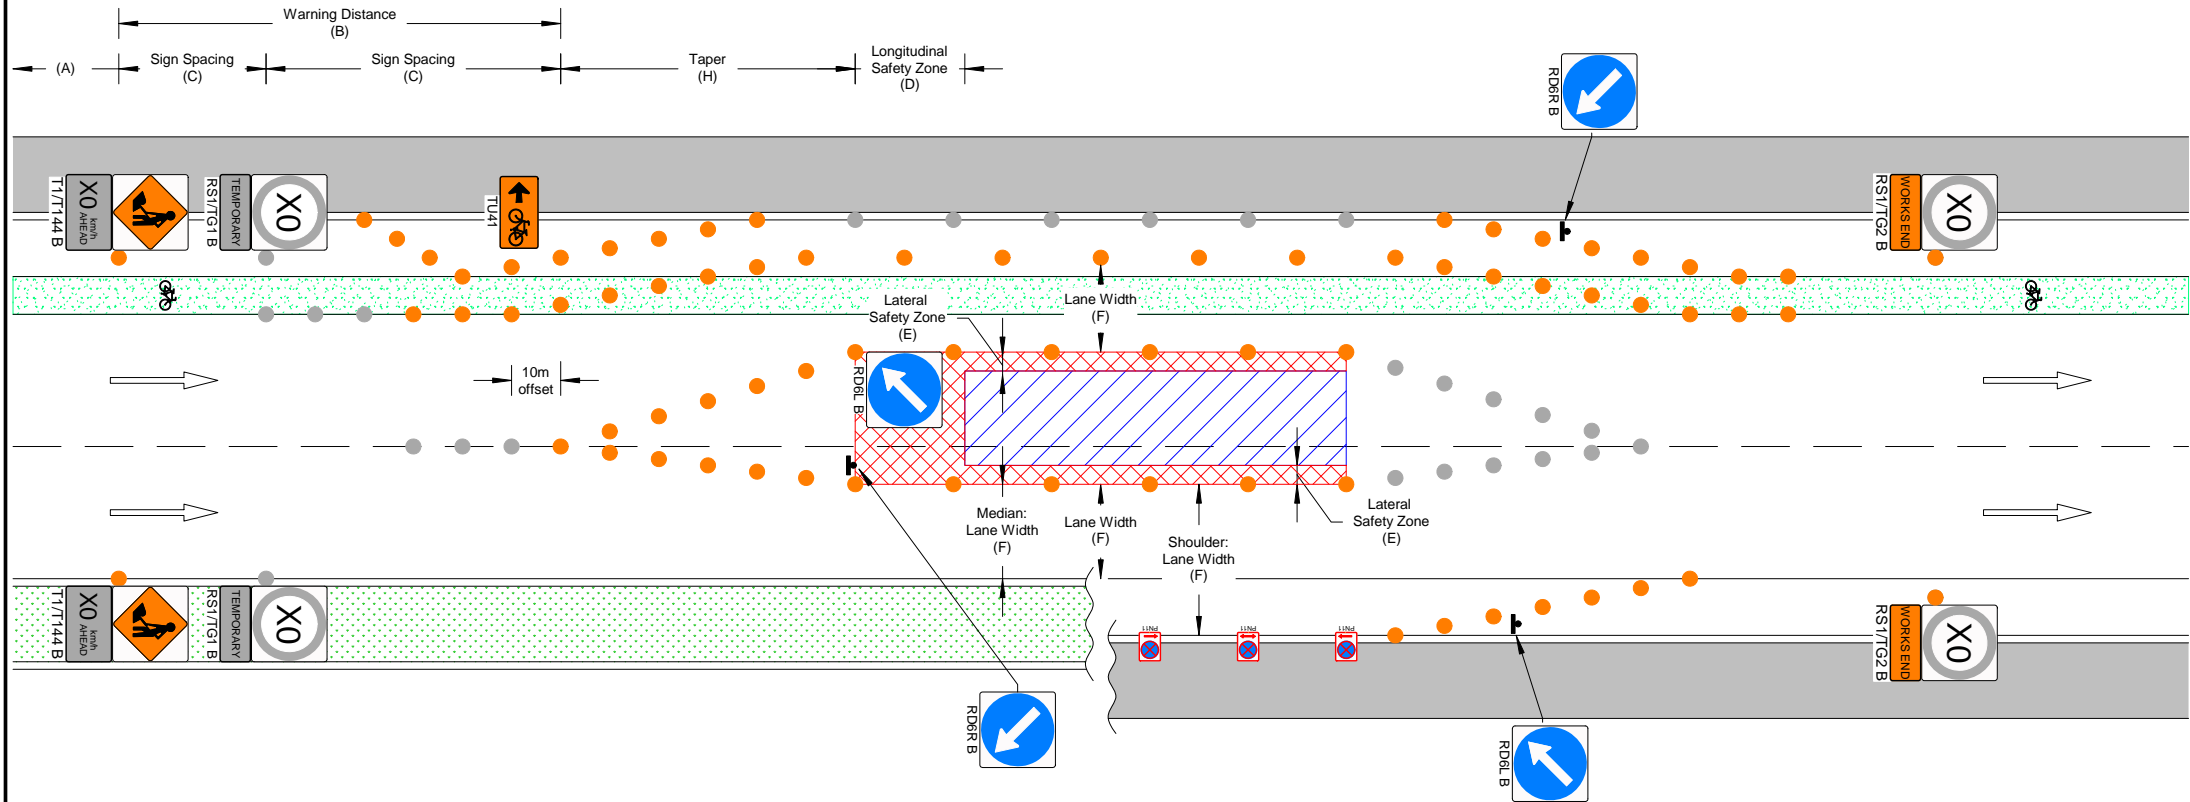 Warning Distance
(B)
(A)
Sign Spacing
(C)
Sign Spacing
(C)
Taper
(H)
Longitudinal
Safety Zone
(D)
RD6R B
T1/T144 B
X0 km/h
AHEAD
RS1/TG1 B
TEMPORARY
X0
TU41
RS1/TG2 B
WORKS END
X0
Lateral
Safety Zone
(E)
Lane Width
(F)
10m
offset
RD6L B
Median:
Lane Width
(F)
Lane Width
(F)
Shoulder:
Lane Width
(F)
Lateral
Safety Zone
(E)
T1/T144 B
X0 km/h
AHEAD
RS1/TG1 B
TEMPORARY
X0
PN11
PN11
PN11
RS1/TG2 B
WORKS END
X0
RD6R B
RD6L B